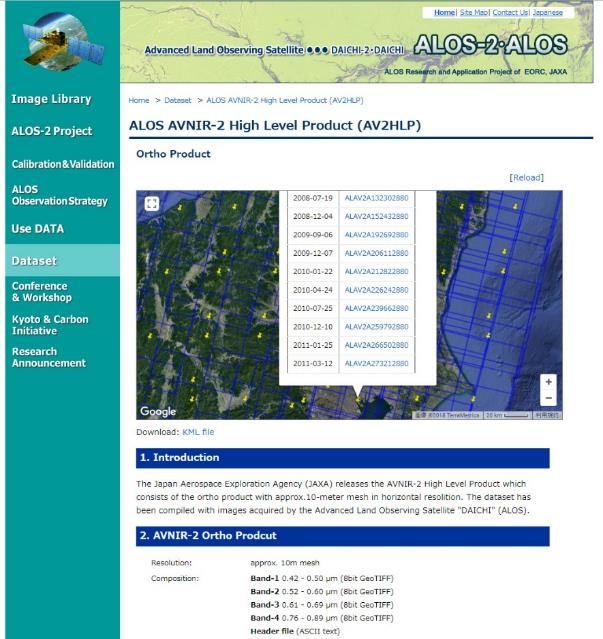 Home| Site Map| Contact Us| Japanese
Advanced Land Observing Satellite ●●● DAICHI-2・DAICHI ALOS-2・ALOS
ALOS Research and Application Project of EORC, JAXA
Image Library
ALOS-2 Project
Calibration&Validation
ALOS
Observation Strategy
Use DATA
Dataset
Conference
& Workshop
Kyoto & Carbon
Initiative
Research
Announcement
Home > Dataset > ALOS AVNIR-2 High Level Product (AV2HLP)
ALOS AVNIR-2 High Level Product (AV2HLP)
Ortho Product
[Reload]
2008-07-19 ALAV2A132302880
2008-12-04 ALAV2A152432880
2009-09-06 ALAV2A192692880
2009-12-07 ALAV2A206112880
2010-01-22 ALAV2A212822880
2010-04-24 ALAV2A226242880
2010-07-25 ALAV2A239662880
2010-12-10 ALAV2A259792880
2011-01-25 ALAV2A266502880
2011-03-12 ALAV2A273212880
+
−
Google
©2018 TerraMetrics 20 km 利用規約
Download: KML file
1. Introduction
The Japan Aerospace Exploration Agency (JAXA) releases the AVNIR-2 High Level Product which
consists of the ortho product with approx.10-meter mesh in horizontal resolition. The dataset has
been compiled with images acquired by the Advanced Land Observing Satellite "DAICHI" (ALOS).
2. AVNIR-2 Ortho Prodcut
Resolution: approx. 10m mesh
Composition: Band-1 0.42 - 0.50 μm (8bit GeoTIFF)
Band-2 0.52 - 0.60 μm (8bit GeoTIFF)
Band-3 0.61 - 0.69 μm (8bit GeoTIFF)
Band-4 0.76 - 0.89 μm (8bit GeoTIFF)
Header file (ASCII text)